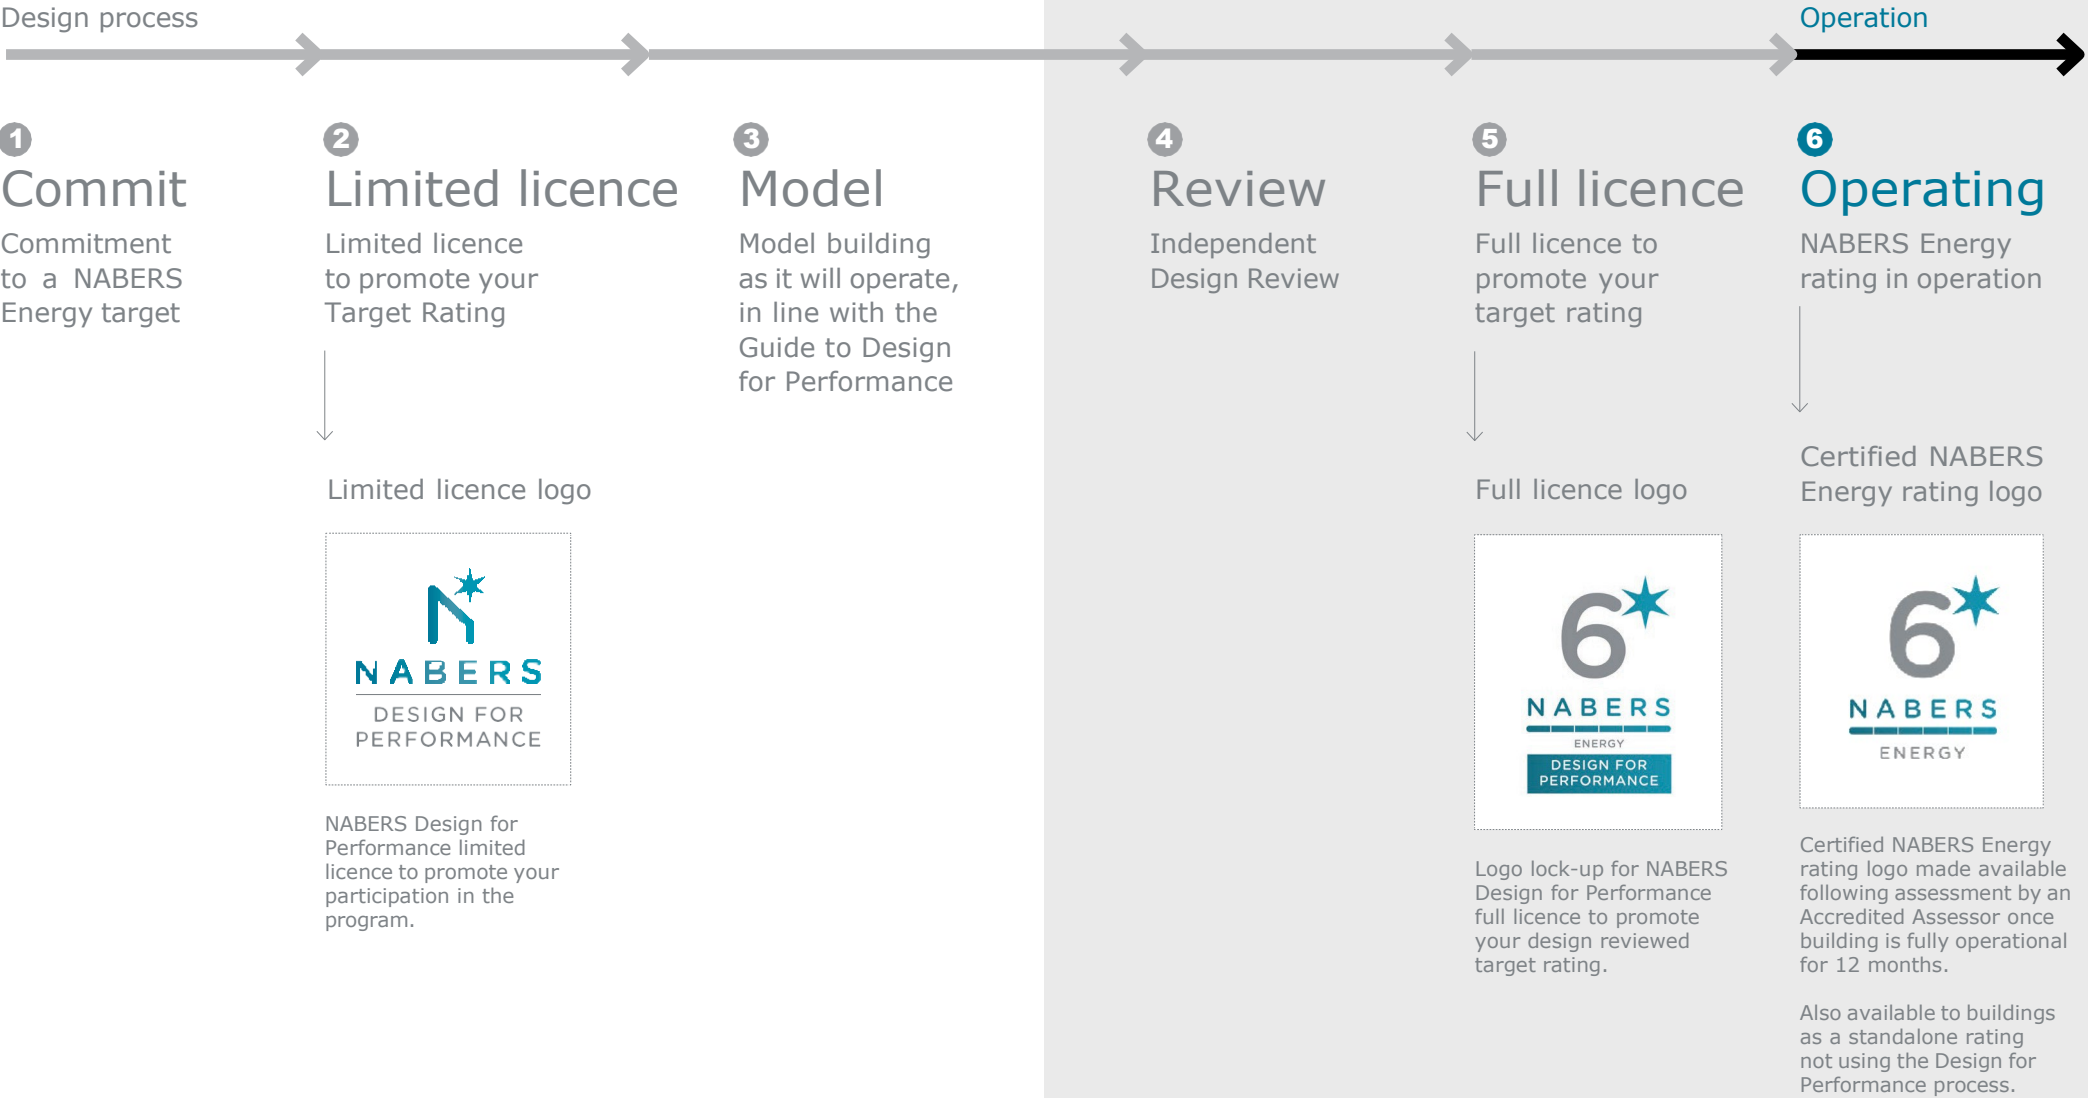 Design process
Operation
1
Commit
Commitment
to a NABERS
Energy target
2
Limited licence
Limited licence
to promote your
Target Rating
Limited licence logo
NABERS
DESIGN FOR
PERFORMANCE
NABERS Design for
Performance limited
licence to promote your
participation in the
program.
3
Model
Model building
as it will operate,
in line with the
Guide to Design
for Performance
4
Review
Independent
Design Review
5
Full licence
Full licence to
promote your
target rating
Full licence logo
6
NABERS
ENERGY
DESIGN FOR
PERFORMANCE
Logo lock-up for NABERS
Design for Performance
full licence to promote
your design reviewed
target rating.
6
Operating
NABERS Energy
rating in operation
Certified NABERS
Energy rating logo
6
NABERS
ENERGY
Certified NABERS Energy
rating logo made available
following assessment by an
Accredited Assessor once
building is fully operational
for 12 months.
Also available to buildings
as a standalone rating
not using the Design for
Performance process.